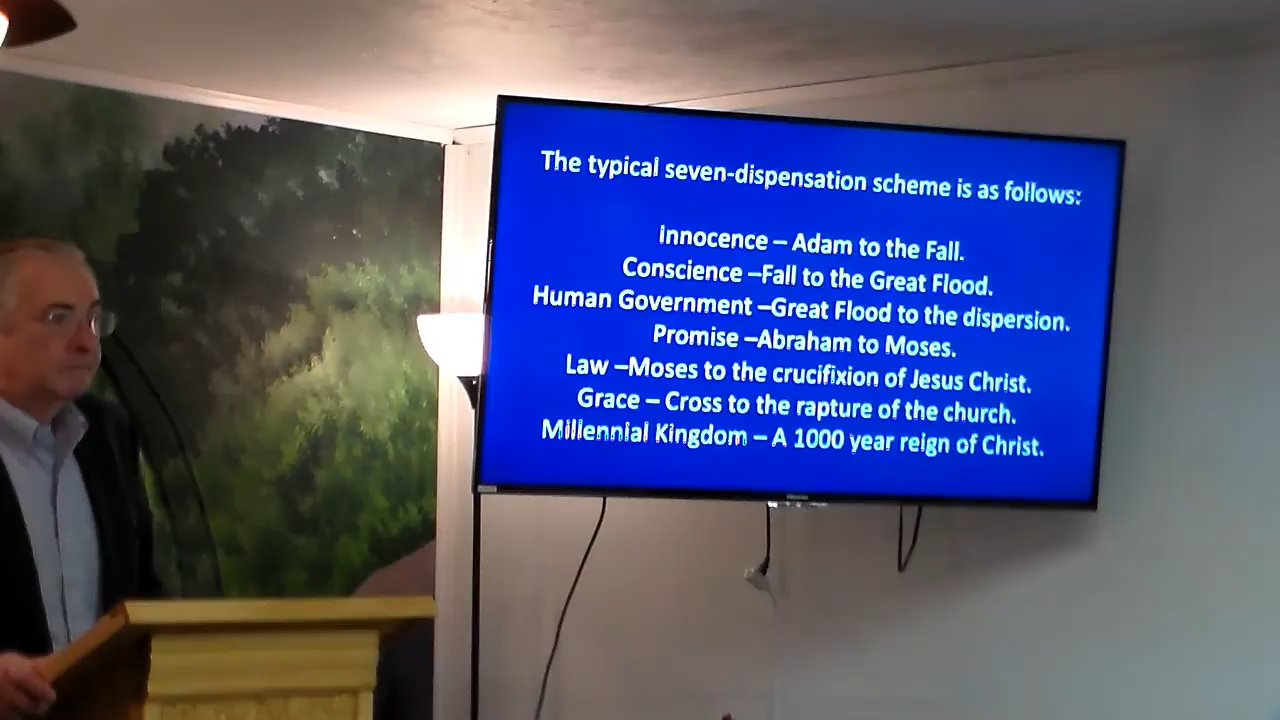 The typical seven-dispensation scheme is as follows:
Innocence – Adam to the Fall.
Conscience –Fall to the Great Flood.
Human Government –Great Flood to the dispersion.
Promise –Abraham to Moses.
Law –Moses to the crucifixion of Jesus Christ.
Grace – Cross to the rapture of the church.
Millennial Kingdom – A 1000 year reign of Christ.